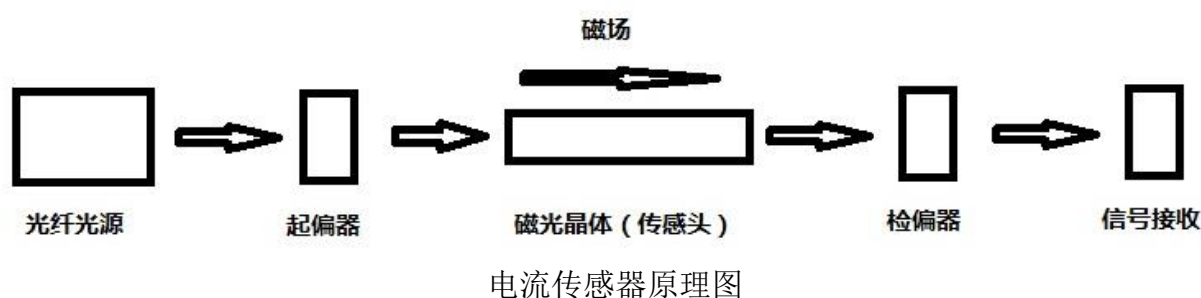 磁场
光纤光源
起偏器
磁光晶体（传感头）
检偏器
信号接收
电流传感器原理图